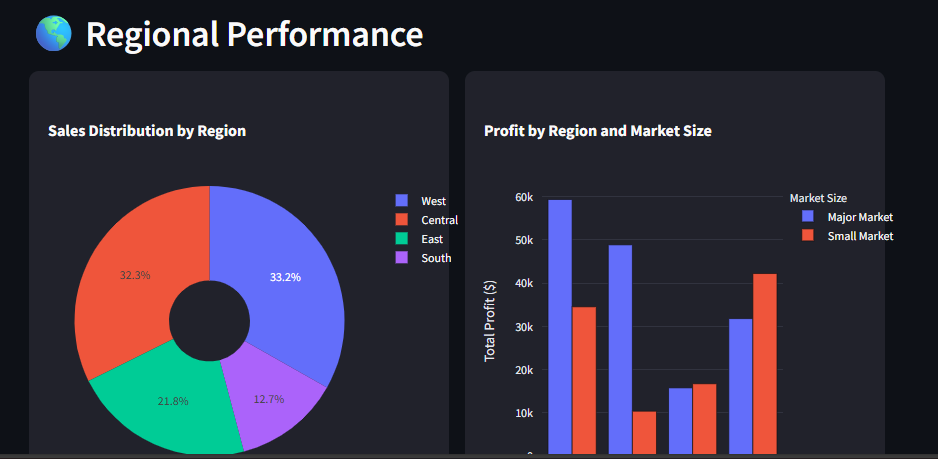 Regional Performance
Sales Distribution by Region
West
Central
East
South
33.2%
32.3%
21.8%
12.7%
Profit by Region and Market Size
Market Size
Major Market
Small Market
Total Profit ($)
60k
50k
40k
30k
20k
10k